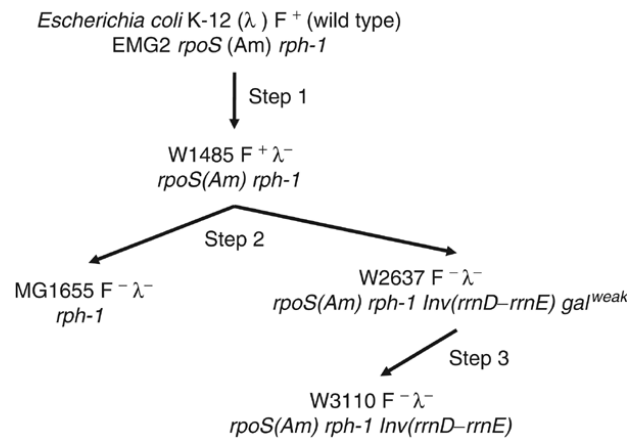 Escherichia coli K-12 (λ ) F + (wild type)
EMG2 rpoS (Am) rph-1
Step 1
W1485 F + λ−
rpoS(Am) rph-1
Step 2
MG1655 F − λ−
rph-1
W2637 F − λ−
rpoS(Am) rph-1 Inv(rrnD–rrnE) gal weak
Step 3
W3110 F − λ−
rpoS(Am) rph-1 Inv(rrnD–rrnE)